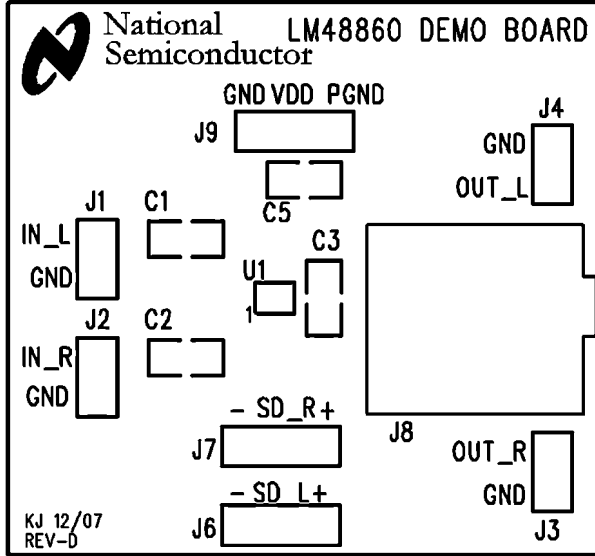 National
Semiconductor
LM48860 DEMO BOARD
GND VDD PGND
J9
J4
GND
OUT_L
C5
J1
C1
IN_L
GND
C3
U1
1
J2
C2
IN_R
GND
- SD_R+
J7
J8
OUT_R
GND
J3
- SD_L+
J6
KJ 12/07
REV-D